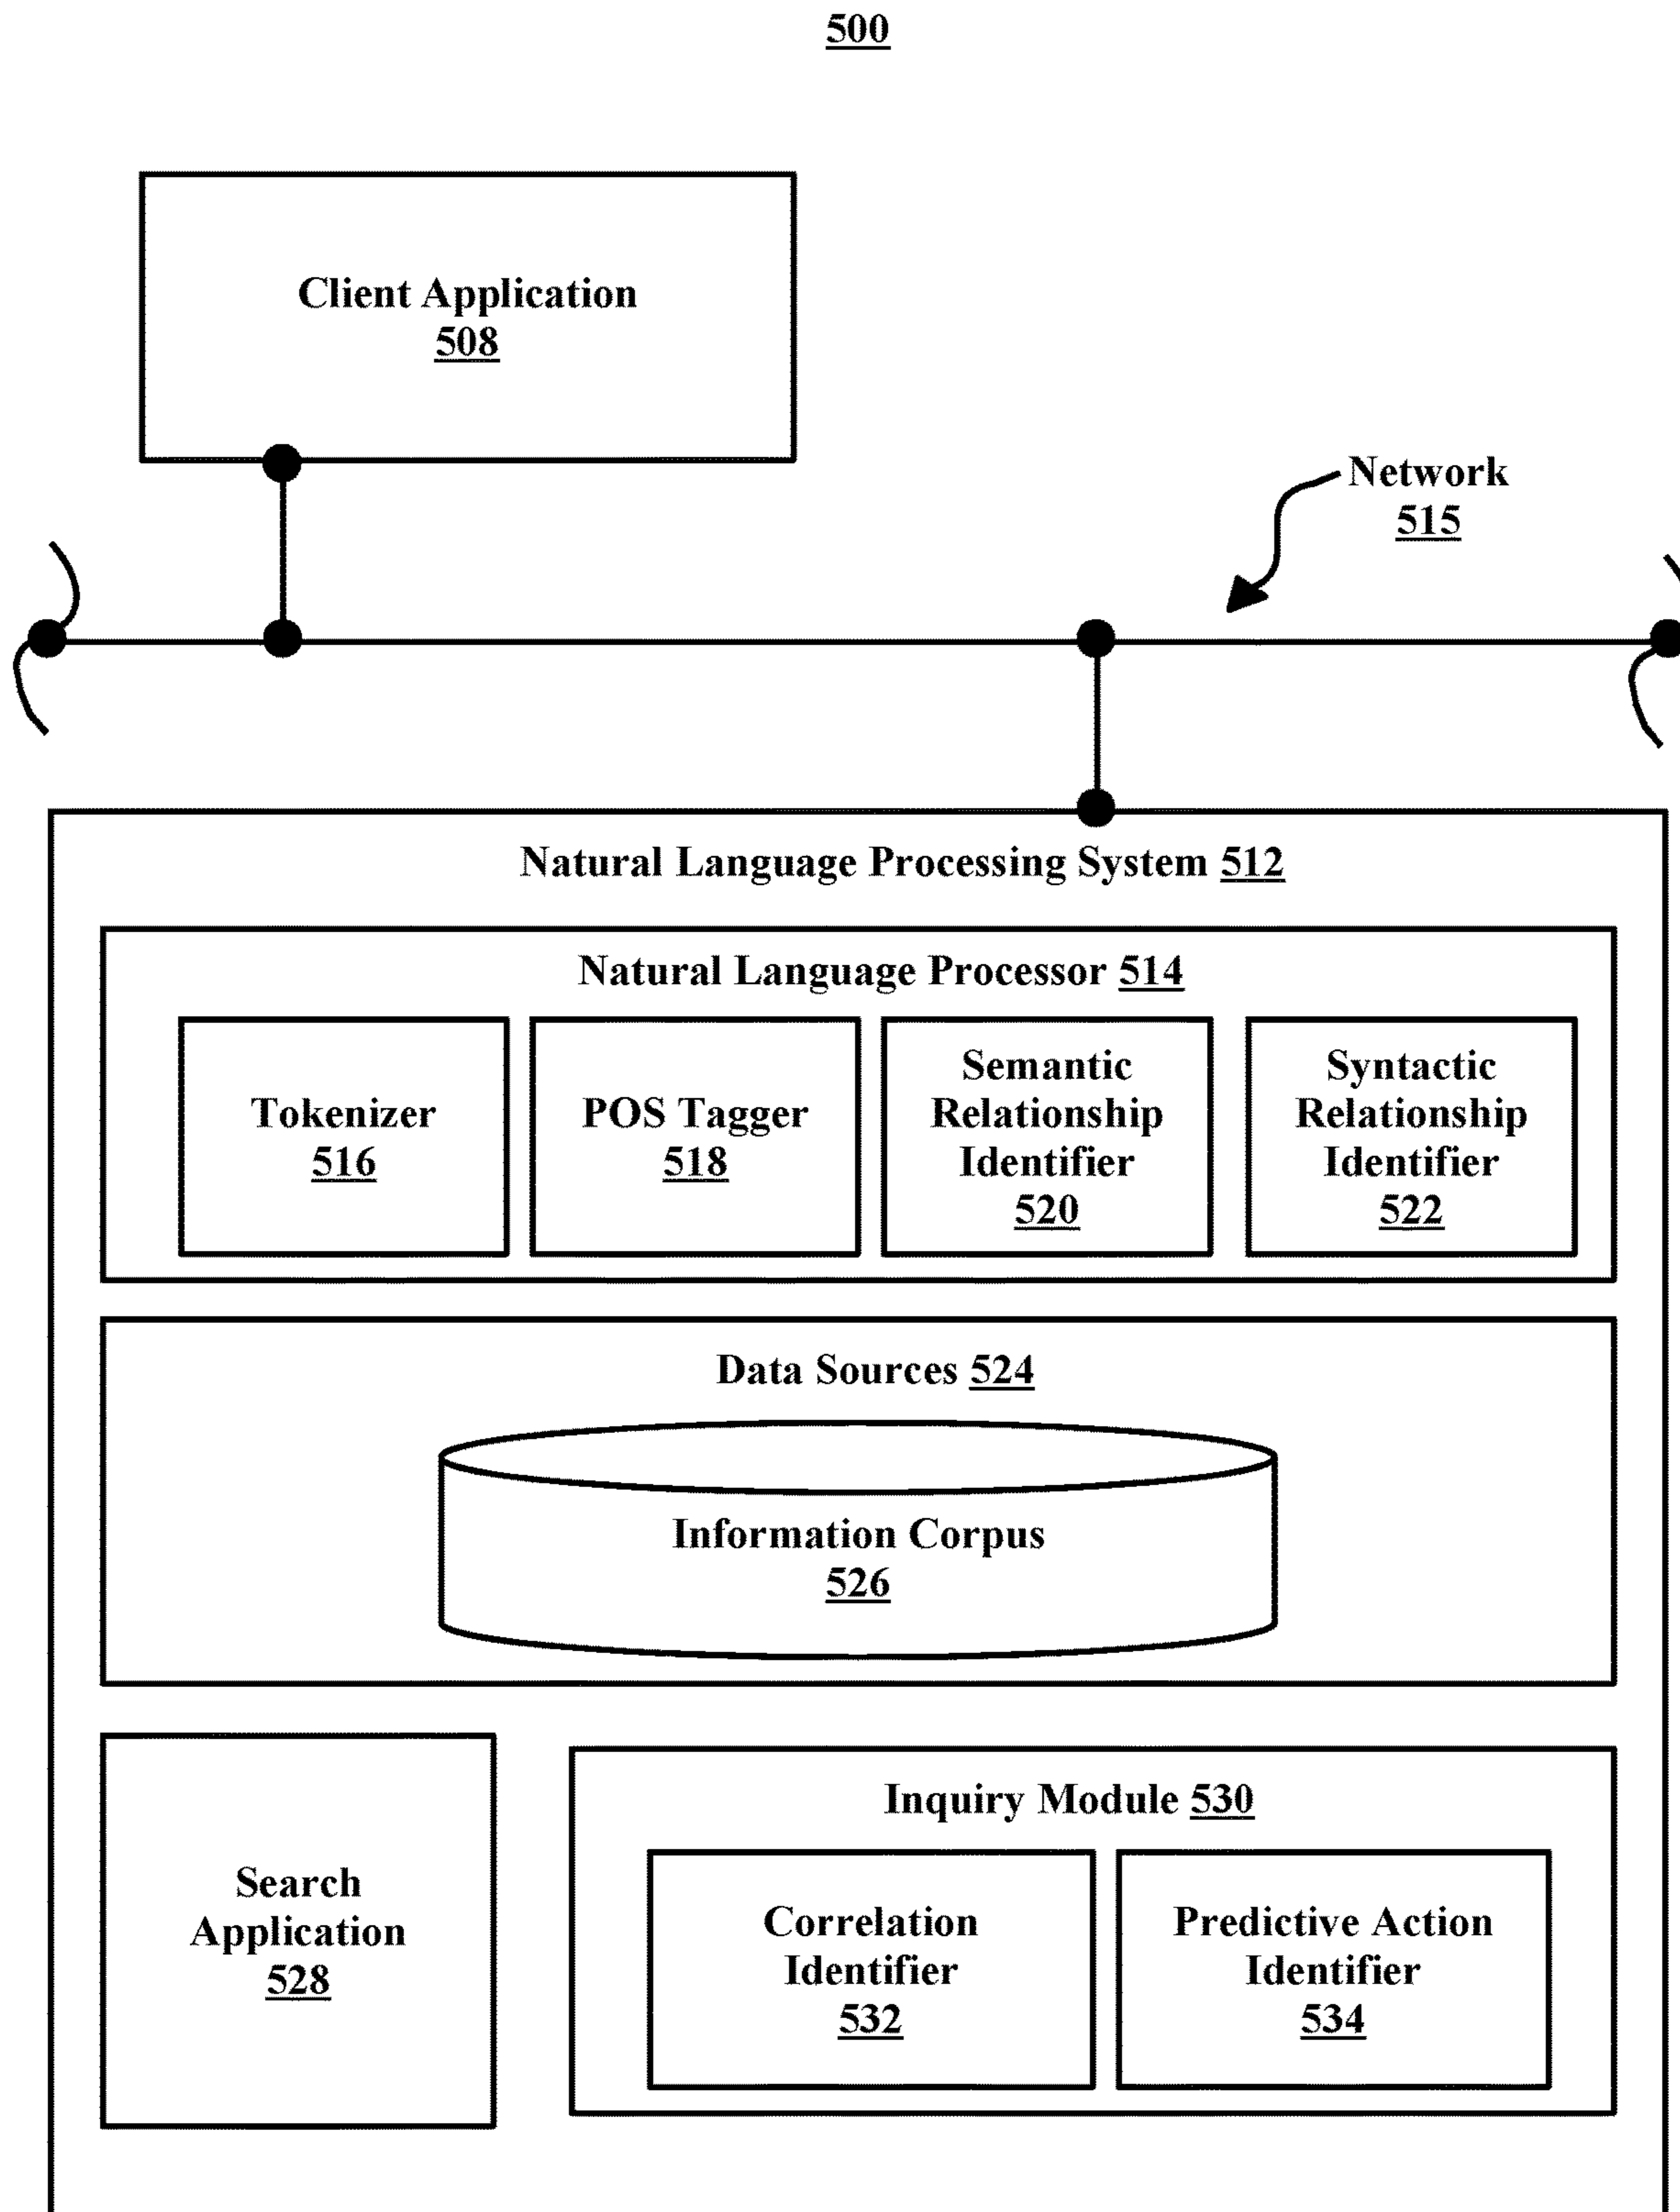 500
Client Application
508
Network
515
Natural Language Processing System 512
Natural Language Processor 514
Tokenizer
516
POS Tagger
518
Semantic
Relationship
Identifier
520
Syntactic
Relationship
Identifier
522
Data Sources 524
Information Corpus
526
Search
Application
528
Inquiry Module 530
Correlation
Identifier
532
Predictive Action
Identifier
534